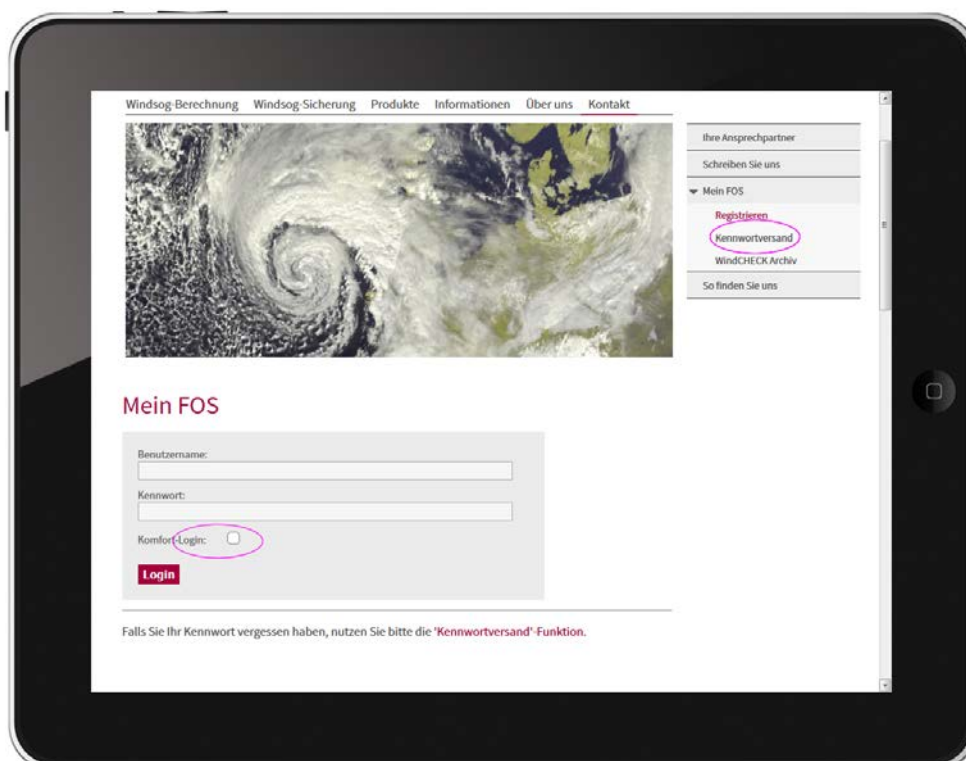 Windsog-Berechnung Windsog-Sicherung Produkte Informationen Über uns Kontakt
Ihre Ansprechpartner
Schreiben Sie uns
Mein FOS
Registrieren
Kennwortversand
WindCHECK Archiv
So finden Sie uns
Mein FOS
Benutzername:
Kennwort:
Komfort-Login:
Login
Falls Sie Ihr Kennwort vergessen haben, nutzen Sie bitte die 'Kennwortversand'-Funktion.